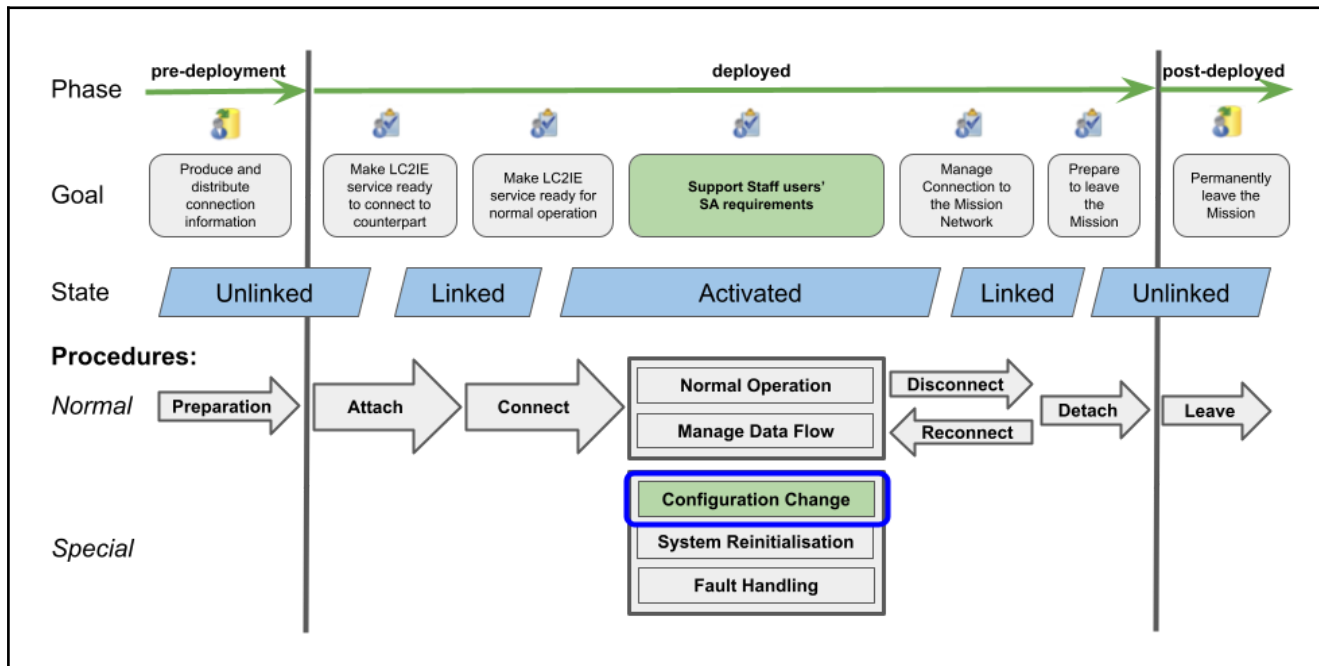 pre-deployment
deployed
post-deployed
Phase
Goal
Produce and
distribute
connection
information
Make LC2IE
service ready
to connect to
counterpart
Make LC2IE
service ready for
normal operation
Support Staff users'
SA requirements
Manage
Connection to
the Mission
Network
Prepare
to leave
the
Mission
Permanently
leave the
Mission
State
Unlinked
Linked
Activated
Linked
Unlinked
Procedures:
Normal
Preparation
Attach
Connect
Normal Operation
Manage Data Flow
Disconnect
Reconnect
Detach
Leave
Special
Configuration Change
System Reinitialisation
Fault Handling